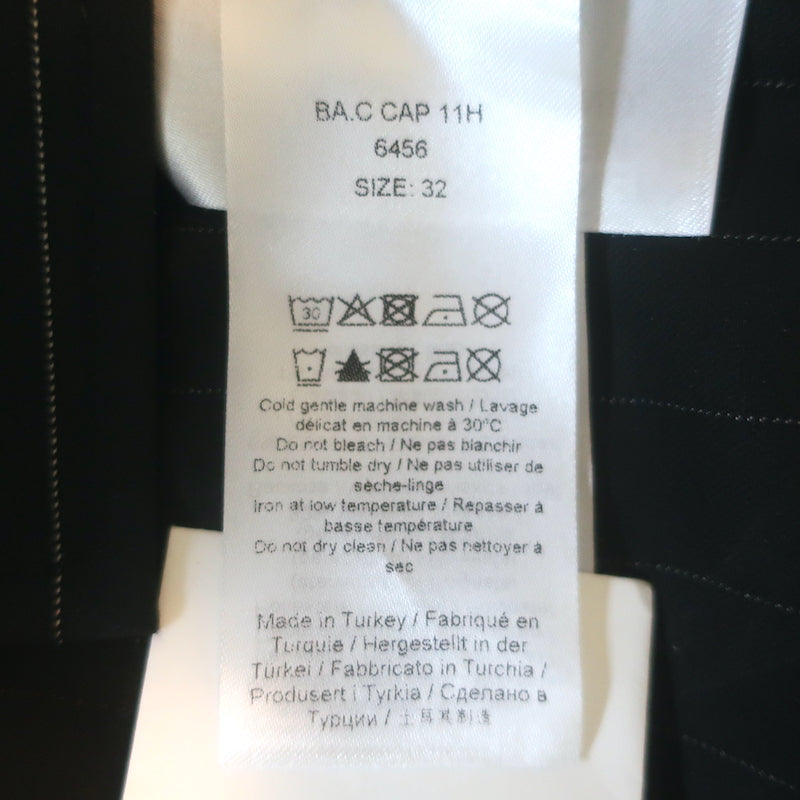 BA.C CAP 11H
6456
SIZE: 32
30
Cold gentle machine wash / Lavage
délicat en machine à 30°C
Do not bleach / Ne pas blanchir
Do not tumble dry / Ne pas utiliser de
sèche-linge
Iron at low temperature / Repasser à
basse température
Do not dry clean / Ne pas nettoyer à
sec
Made in Turkey / Fabriqué en
Turquie / Hergestellt in der
Türkei / Fabbricato in Turchia /
Produsert i Tyrkia / Сделано в
Турции / 土耳其制造